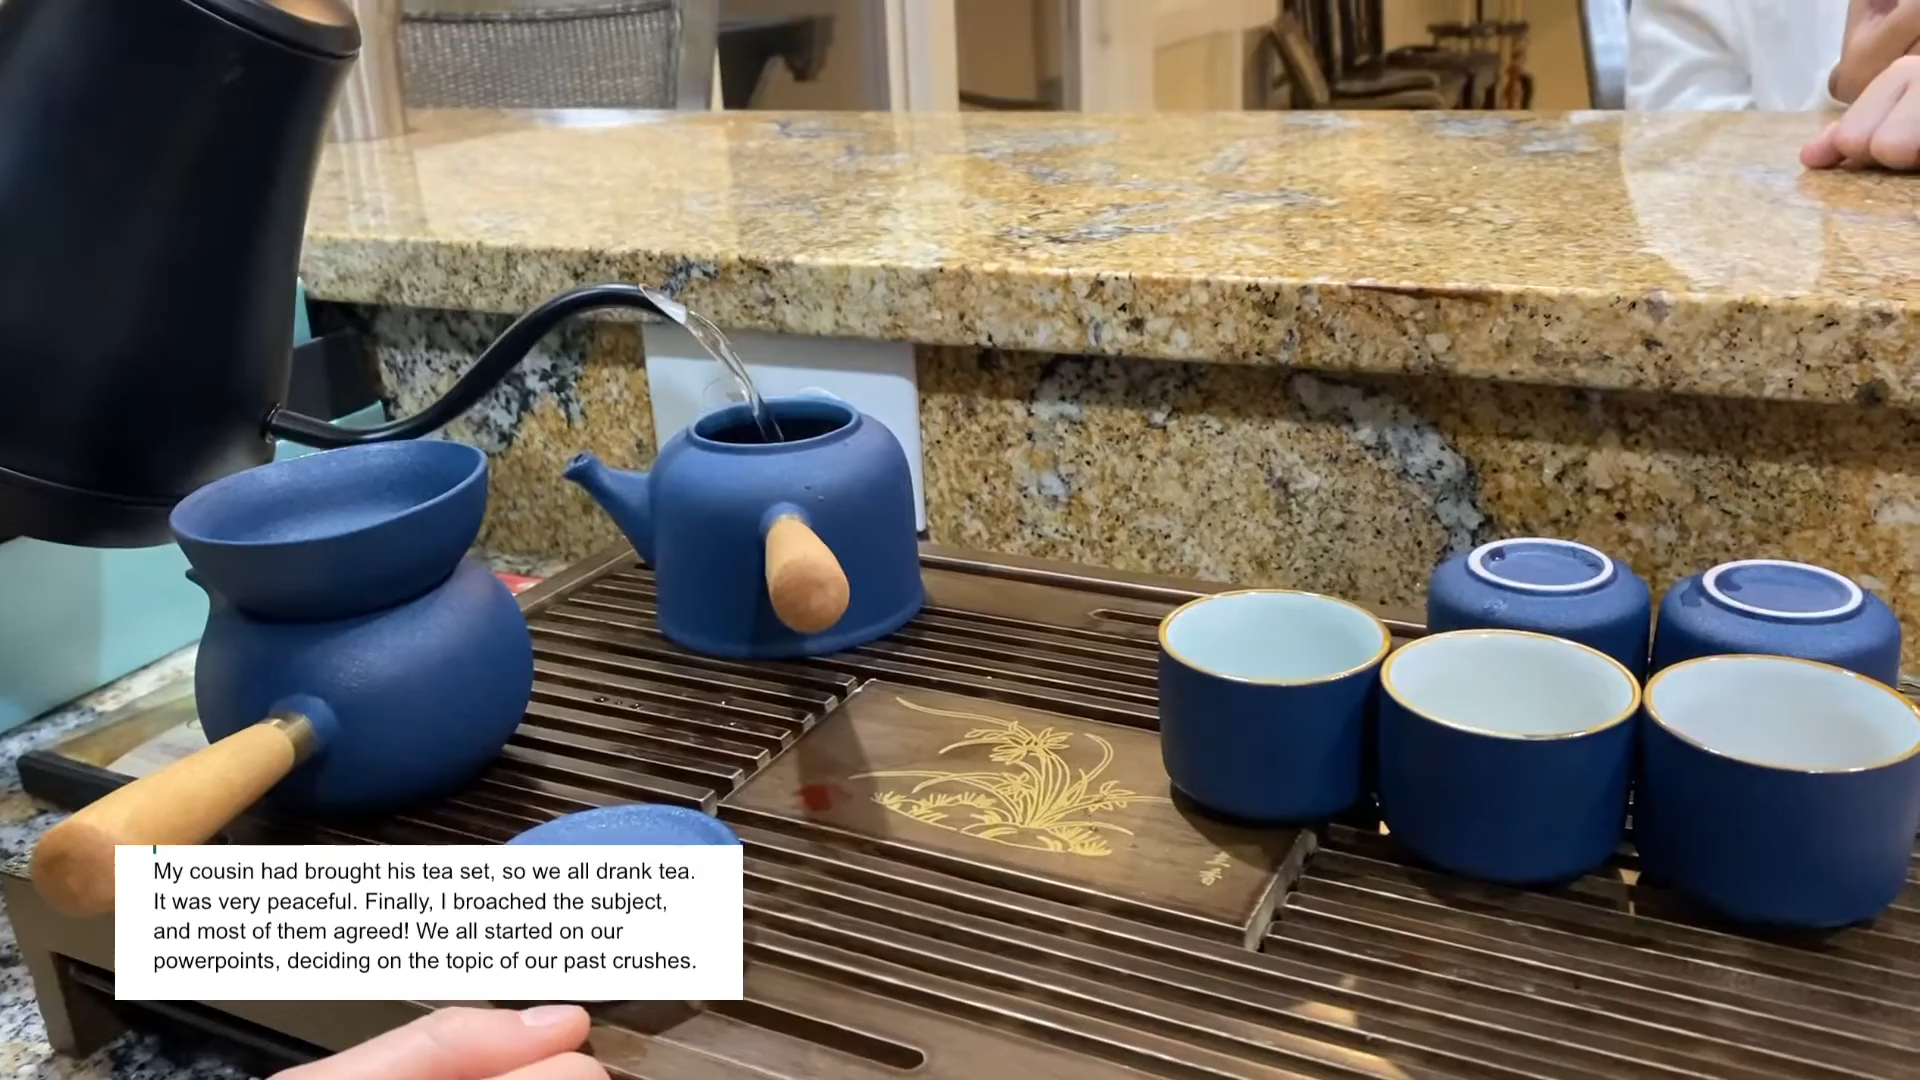 My cousin had brought his tea set, so we all drank tea.
It was very peaceful. Finally, I broached the subject,
and most of them agreed! We all started on our
powerpoints, deciding on the topic of our past crushes.